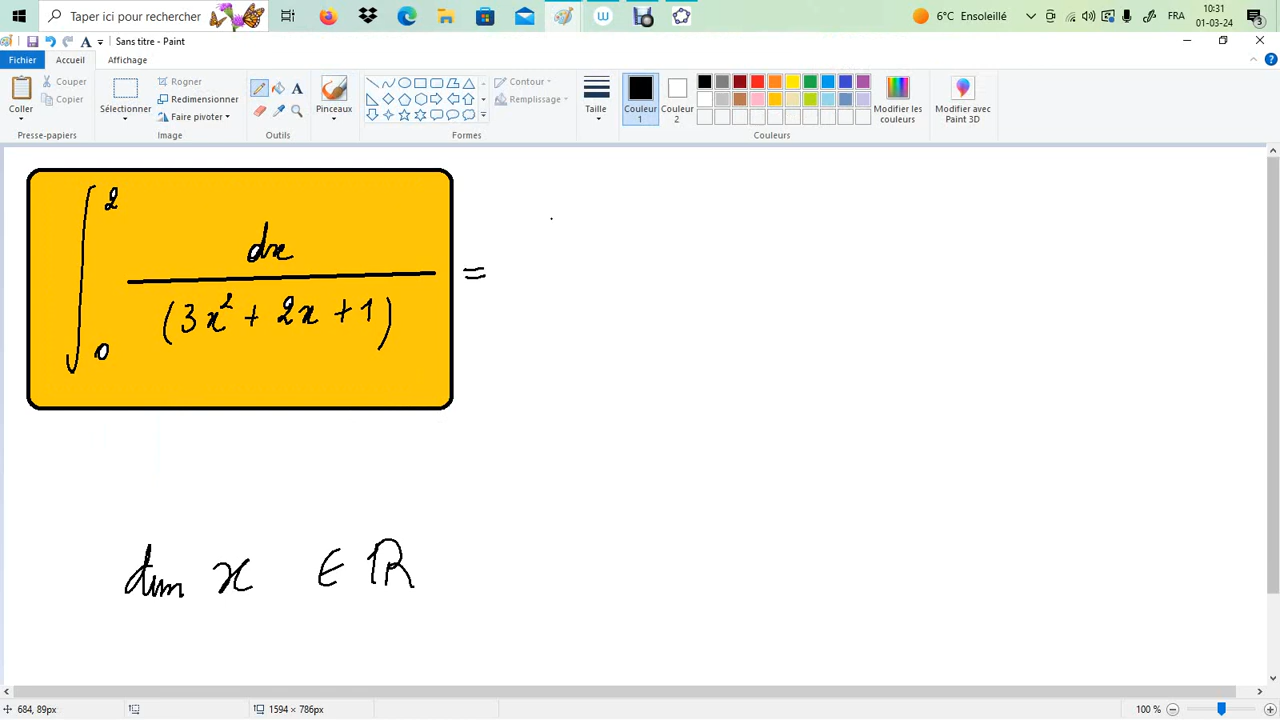 Taper ici pour rechercher
6°C Ensoleillé
FRA
10:31
01-03-24
3
Sans titre - Paint
Fichier Accueil Affichage
Coller
Couper
Copier
Presse-papiers
Sélectionner
Rogner
Redimensionner
Faire pivoter
Image
A
Outils
Pinceaux
Contour
Remplissage
Formes
Taille
Couleur 1
Couleur 2
Modifier les couleurs
Couleurs
Modifier avec Paint 3D
∫₀² dx / (3x² + 2x + 1) =
dim x ∈ ℝ
684, 89px
1594 × 786px
100 %